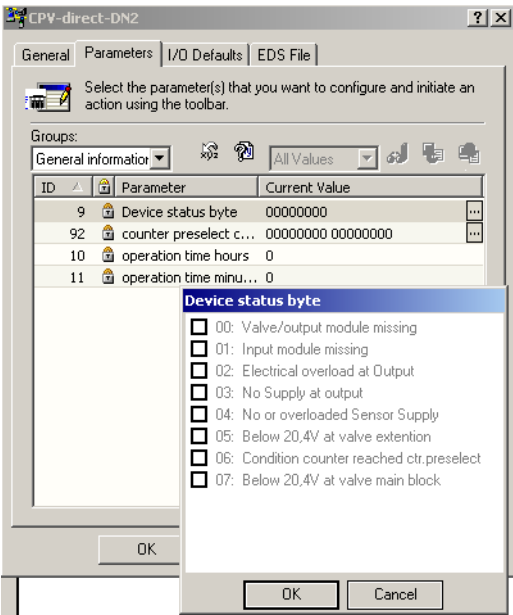 CPV-direct-DN2
General Parameters I/O Defaults EDS File
Select the parameter(s) that you want to configure and initiate an
action using the toolbar.
Groups:
General information All Values
ID Parameter Current Value
9 Device status byte 00000000 ...
92 counter preselect c... 00000000 00000000 ...
10 operation time hours 0
11 operation time minu... 0
Device status byte
00: Valve/output module missing
01: Input module missing
02: Electrical overload at Output
03: No Supply at output
04: No or overloaded Sensor Supply
05: Below 20,4V at valve extention
06: Condition counter reached ctr.preselect
07: Below 20,4V at valve main block
OK
OK Cancel